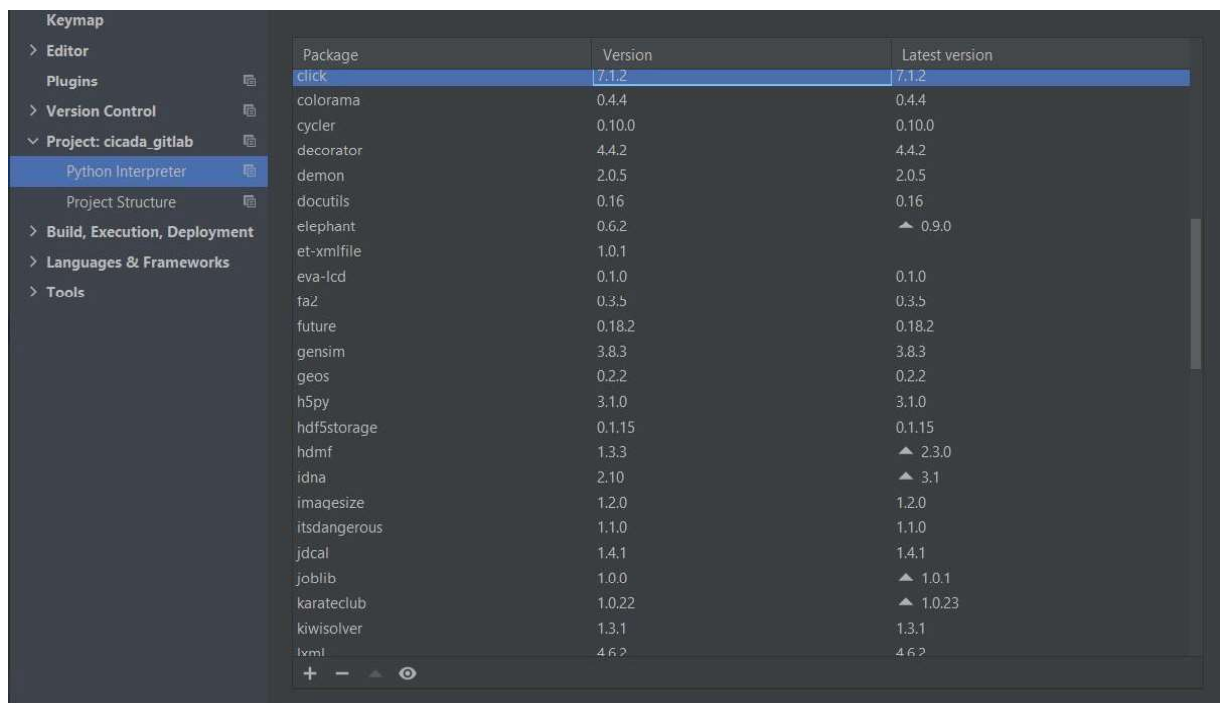 Keymap
Editor
Plugins
Version Control
Project: cicada_gitlab
Python Interpreter
Project Structure
Build, Execution, Deployment
Languages & Frameworks
Tools
Package Version Latest version
click 7.1.2 7.1.2
colorama 0.4.4 0.4.4
cycler 0.10.0 0.10.0
decorator 4.4.2 4.4.2
demon 2.0.5 2.0.5
docutils 0.16 0.16
elephant 0.6.2 0.9.0
et-xmlfile 1.0.1
eva-lcd 0.1.0 0.1.0
fa2 0.3.5 0.3.5
future 0.18.2 0.18.2
gensim 3.8.3 3.8.3
geos 0.2.2 0.2.2
h5py 3.1.0 3.1.0
hdf5storage 0.1.15 0.1.15
hdmf 1.3.3 2.3.0
idna 2.10 3.1
imagesize 1.2.0 1.2.0
itsdangerous 1.1.0 1.1.0
jdcal 1.4.1 1.4.1
joblib 1.0.0 1.0.1
karateclub 1.0.22 1.0.23
kiwisolver 1.3.1 1.3.1
lxml 4.6.2 4.6.2